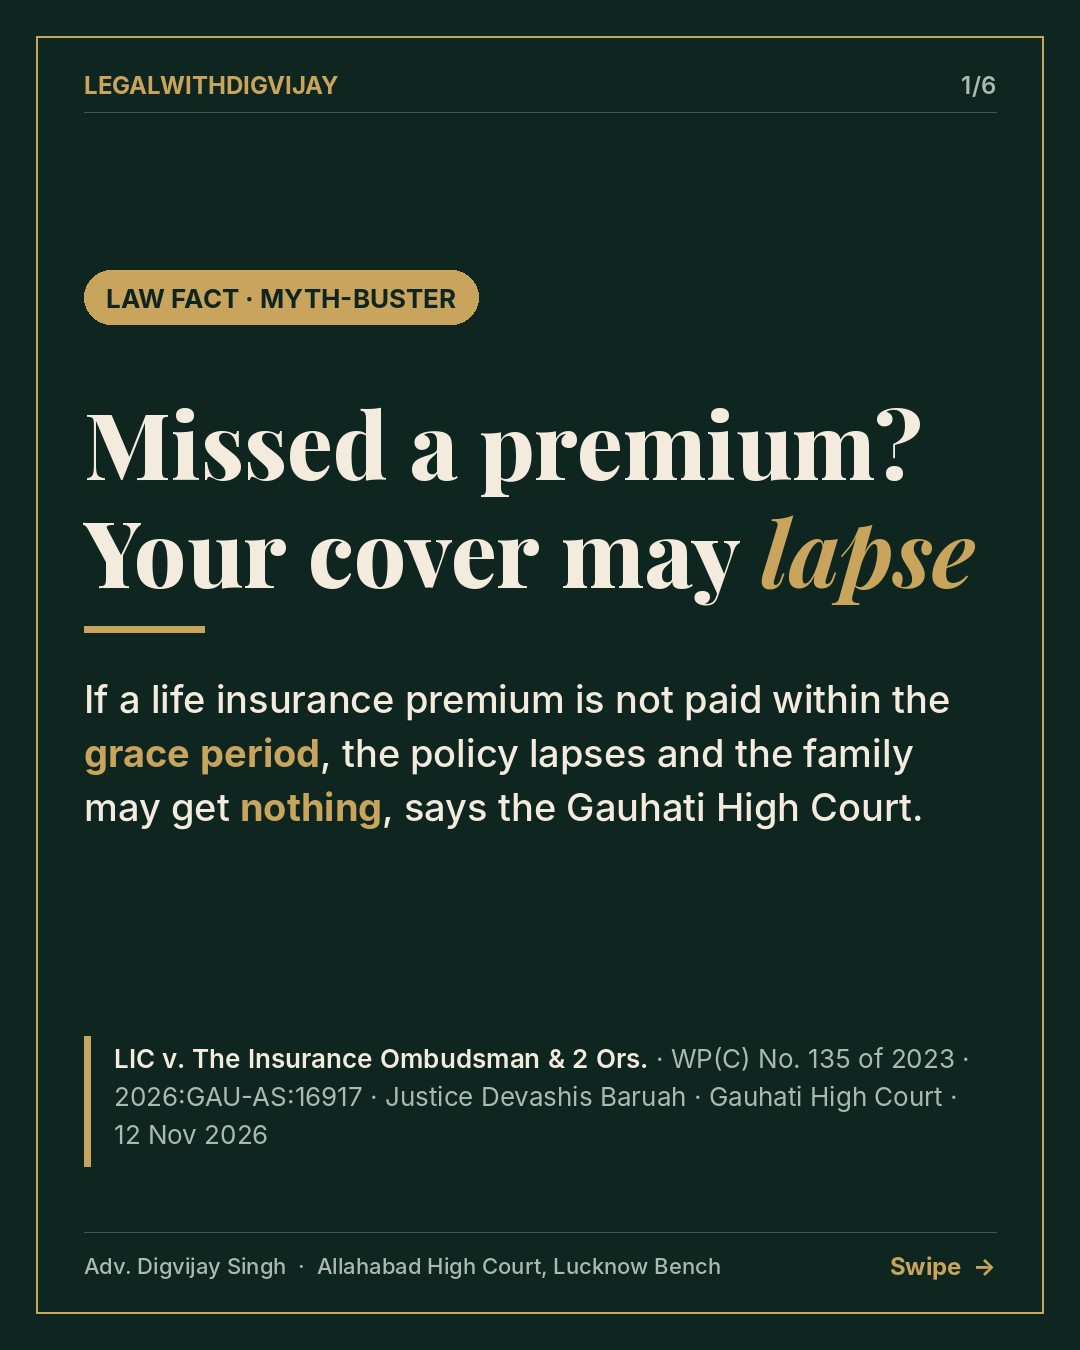 LEGALWITHDIGVIJAY
1/6
LAW FACT · MYTH-BUSTER
Missed a premium?
Your cover may lapse
If a life insurance premium is not paid within the
grace period, the policy lapses and the family
may get nothing, says the Gauhati High Court.
LIC v. The Insurance Ombudsman & 2 Ors. · WP(C) No. 135 of 2023 ·
2026:GAU-AS:16917 · Justice Devashis Baruah · Gauhati High Court ·
12 Nov 2026
Adv. Digvijay Singh · Allahabad High Court, Lucknow Bench
Swipe →